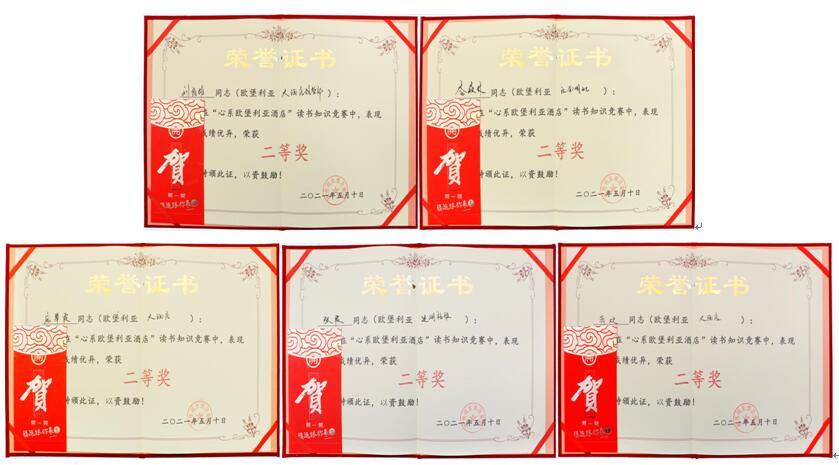 荣誉证书
同志（欧堡利亚
）：
在“心系欧堡利亚酒店”读书知识竞赛中，表现
成绩优异，荣获
二等奖
特颁此证，以资鼓励！
二〇二一年五月十日
贺
荣誉证书
同志（欧堡利亚
）：
在“心系欧堡利亚酒店”读书知识竞赛中，表现
成绩优异，荣获
二等奖
特颁此证，以资鼓励！
二〇二一年五月十日
贺
荣誉证书
同志（欧堡利亚
）：
在“心系欧堡利亚酒店”读书知识竞赛中，表现
成绩优异，荣获
二等奖
特颁此证，以资鼓励！
二〇二一年五月十日
贺
荣誉证书
同志（欧堡利亚
）：
在“心系欧堡利亚酒店”读书知识竞赛中，表现
成绩优异，荣获
二等奖
特颁此证，以资鼓励！
二〇二一年五月十日
贺
荣誉证书
同志（欧堡利亚
）：
在“心系欧堡利亚酒店”读书知识竞赛中，表现
成绩优异，荣获
二等奖
特颁此证，以资鼓励！
二〇二一年五月十日
贺